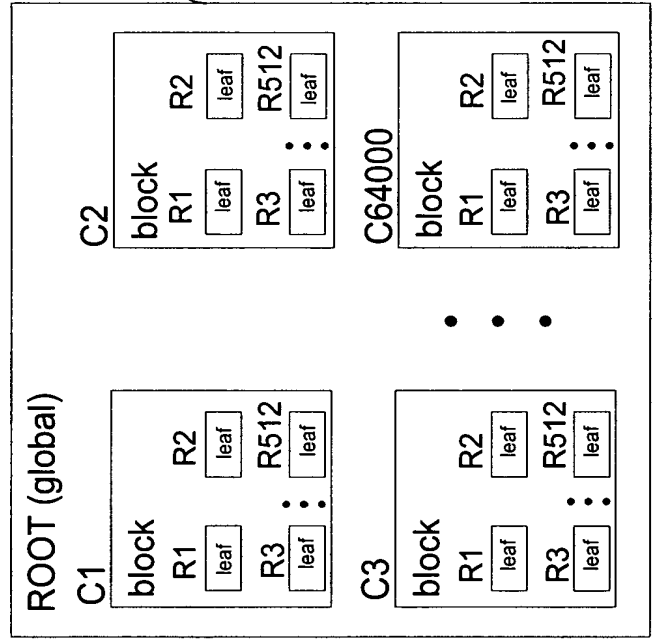 ROOT (global)
C1
block
R1 R2
leaf leaf
R3 R512
leaf ••• leaf
C2
block
R1 R2
leaf leaf
R3 R512
leaf ••• leaf
C3
block
R1 R2
leaf leaf
R3 R512
leaf ••• leaf
• • •
C64000
block
R1 R2
leaf leaf
R3 R512
leaf ••• leaf